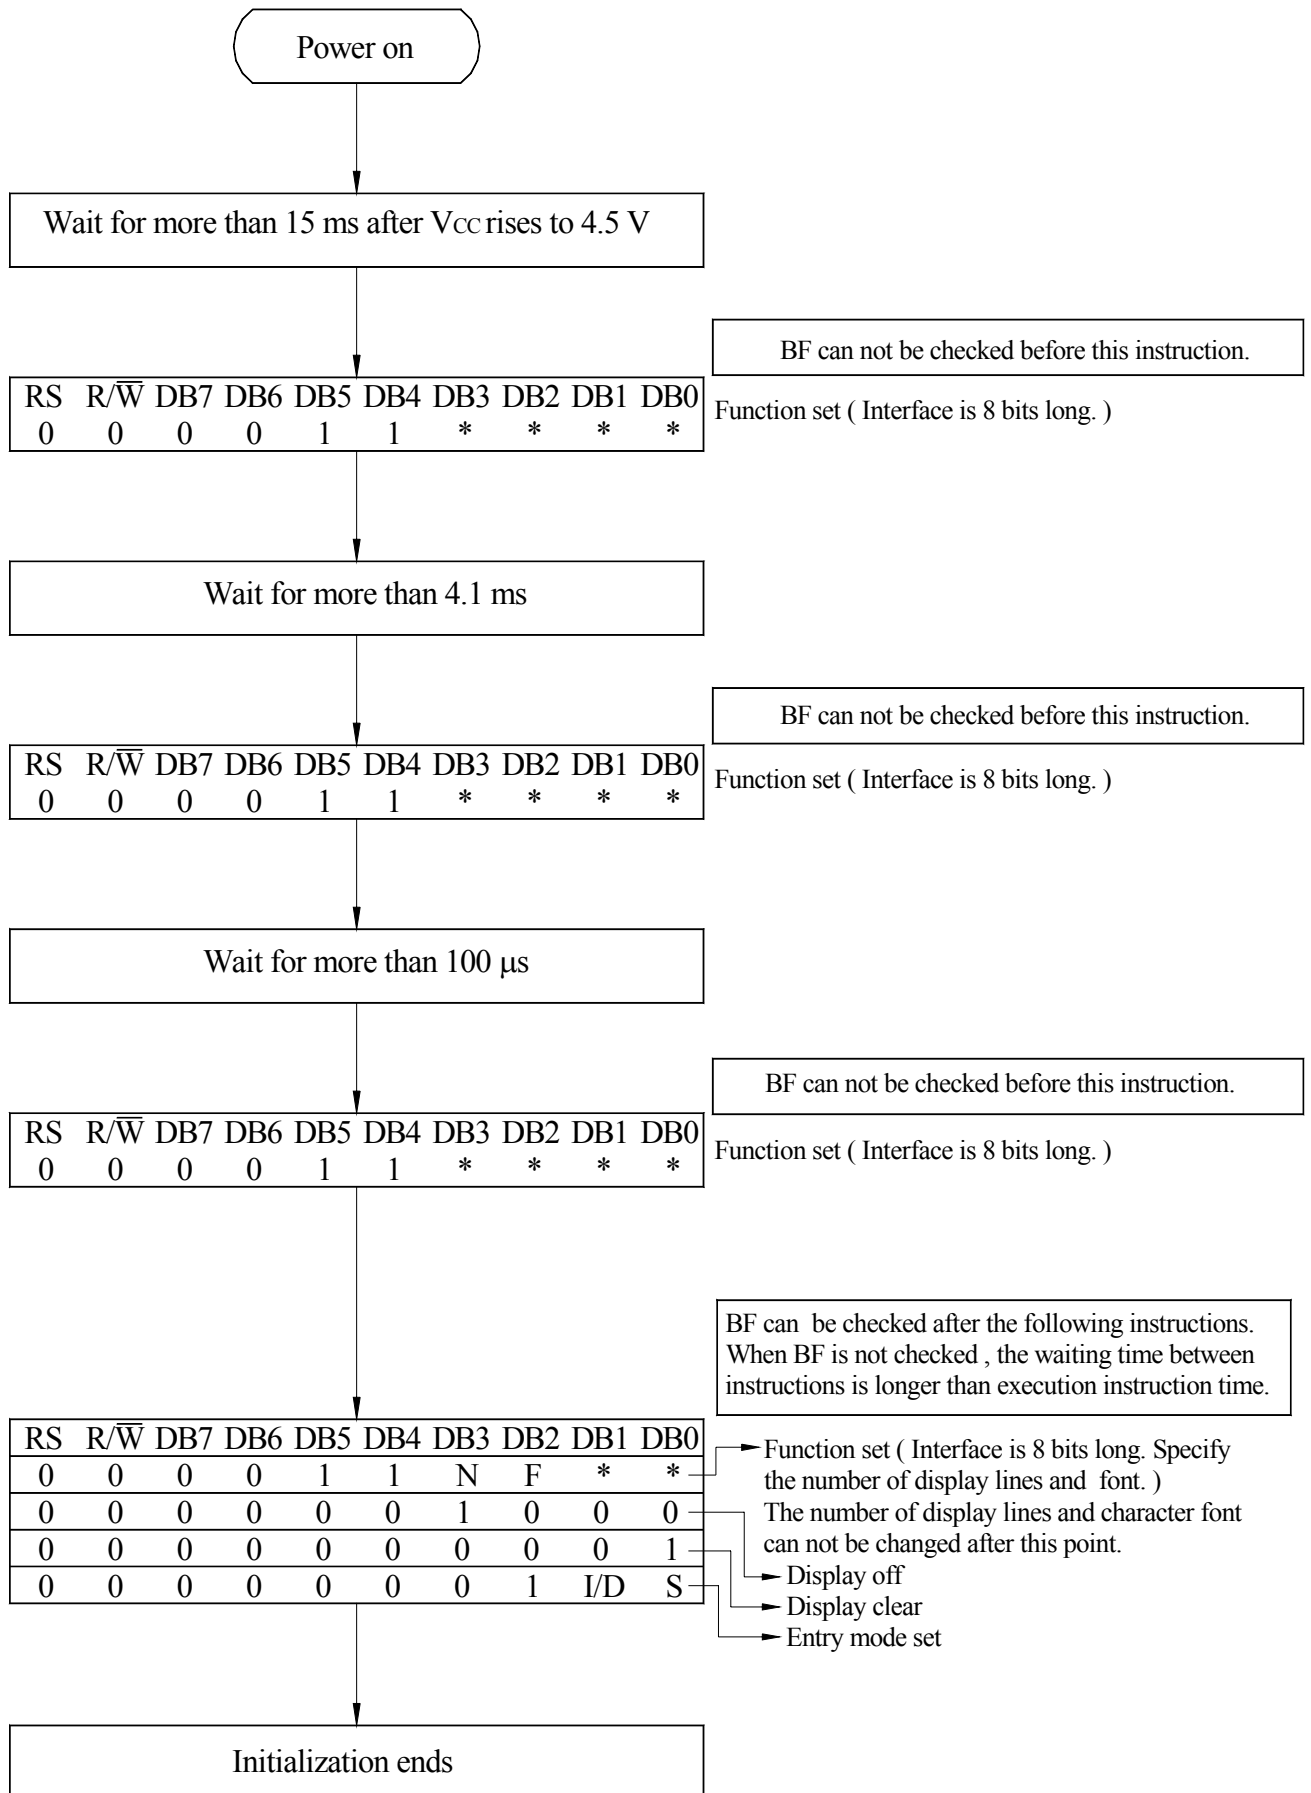 Power on
Wait for more than 15 ms after VCC rises to 4.5 V
BF can not be checked before this instruction.
RS R/W̅ DB7 DB6 DB5 DB4 DB3 DB2 DB1 DB0
0 0 0 0 1 1 * * * *
Function set ( Interface is 8 bits long. )
Wait for more than 4.1 ms
BF can not be checked before this instruction.
RS R/W̅ DB7 DB6 DB5 DB4 DB3 DB2 DB1 DB0
0 0 0 0 1 1 * * * *
Function set ( Interface is 8 bits long. )
Wait for more than 100 µs
BF can not be checked before this instruction.
RS R/W̅ DB7 DB6 DB5 DB4 DB3 DB2 DB1 DB0
0 0 0 0 1 1 * * * *
Function set ( Interface is 8 bits long. )
BF can be checked after the following instructions.
When BF is not checked , the waiting time between
instructions is longer than execution instruction time.
RS R/W̅ DB7 DB6 DB5 DB4 DB3 DB2 DB1 DB0
0 0 0 0 1 1 N F * *
0 0 0 0 0 0 1 0 0 0
0 0 0 0 0 0 0 0 0 1
0 0 0 0 0 0 0 1 I/D S
Function set ( Interface is 8 bits long. Specify
the number of display lines and font. )
The number of display lines and character font
can not be changed after this point.
Display off
Display clear
Entry mode set
Initialization ends